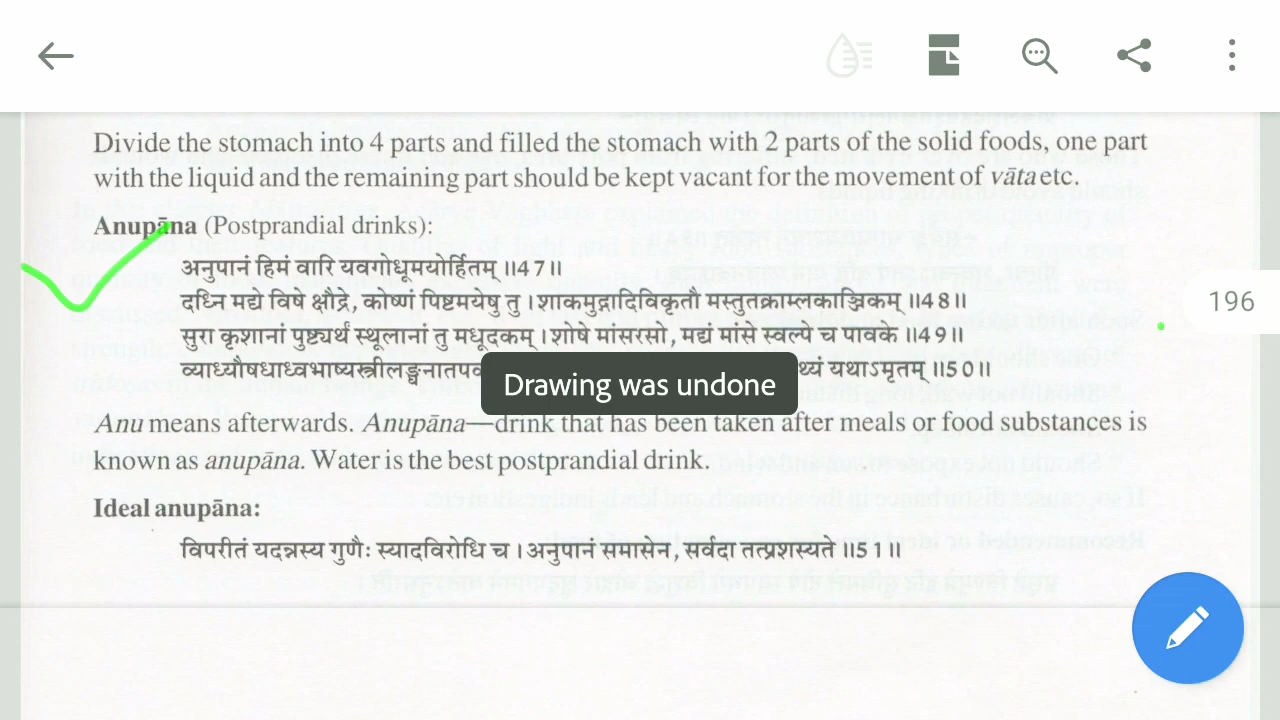 Divide the stomach into 4 parts and filled the stomach with 2 parts of the solid foods, one part
with the liquid and the remaining part should be kept vacant for the movement of vāta etc.
Anupāna (Postprandial drinks):
अनुपानं हिमं वारि यवगोधूमयोर्हितम् ॥47॥
दध्नि मद्ये विषे क्षौद्रे, कोष्णं पिष्टमयेषु तु । शाकमुद्गादिविकृतौ मस्तुतक्राम्लकाञ्जिकम् ॥48॥
196
सुरा कृशानां पुष्ट्यर्थं स्थूलानां तु मधूदकम् । शोषे मांसरसो, मद्यं मांसे स्वल्पे च पावके ॥49॥
व्याध्यौषधाध्वभाष्यस्त्रीलङ्घनातप थ्यं यथाऽमृतम् ॥50॥
Drawing was undone
Anu means afterwards. Anupāna—drink that has been taken after meals or food substances is
known as anupāna. Water is the best postprandial drink.
Ideal anupāna:
विपरीतं यदन्नस्य गुणैः स्यादविरोधि च । अनुपानं समासेन, सर्वदा तत्प्रशस्यते ॥51॥